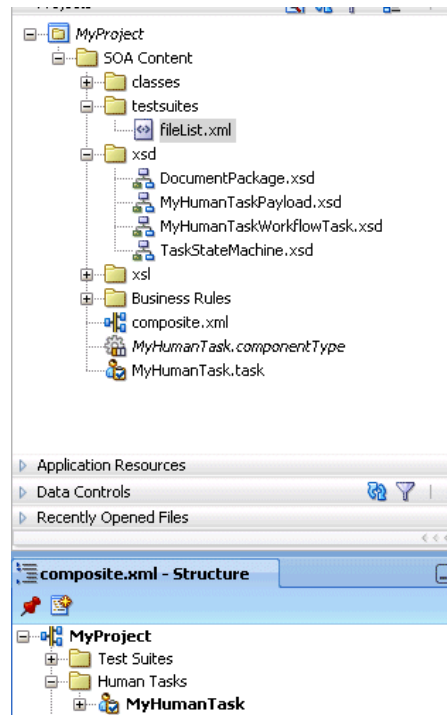 MyProject
SOA Content
classes
testsuites
fileList.xml
xsd
DocumentPackage.xsd
MyHumanTaskPayload.xsd
MyHumanTaskWorkflowTask.xsd
TaskStateMachine.xsd
xsl
Business Rules
composite.xml
MyHumanTask.componentType
MyHumanTask.task
Application Resources
Data Controls
Recently Opened Files
composite.xml - Structure
MyProject
Test Suites
Human Tasks
MyHumanTask